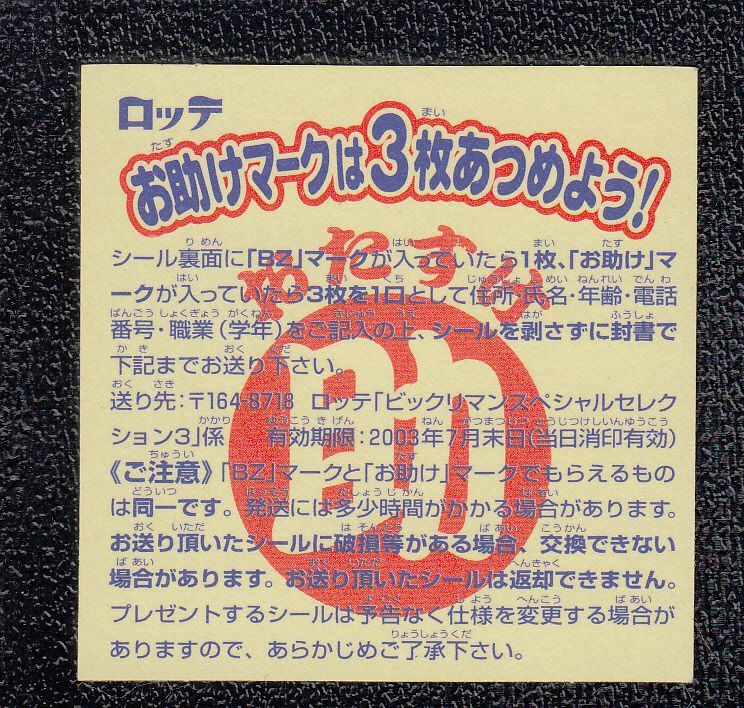 ロッテ
お助けマークは3枚あつめよう!
シール裏面に「BZ」マークが入っていたら1枚、「お助け」マ
ークが入っていたら3枚を1口として住所・氏名・年齢・電話
番号・職業(学年)をご記入の上、シールを剥さずに封書で
下記までお送り下さい。
送り先:〒164-8718 ロッテ「ビックリマンスペシャルセレク
ション3」係 有効期限:2003年7月末日(当日消印有効)
《ご注意》「BZ」マークと「お助け」マークでもらえるもの
は同一です。発送には多少時間がかかる場合があります。
お送り頂いたシールに破損等がある場合、交換できない
場合があります。お送り頂いたシールは返却できません。
プレゼントするシールは予告なく仕様を変更する場合が
ありますので、あらかじめご了承下さい。
助